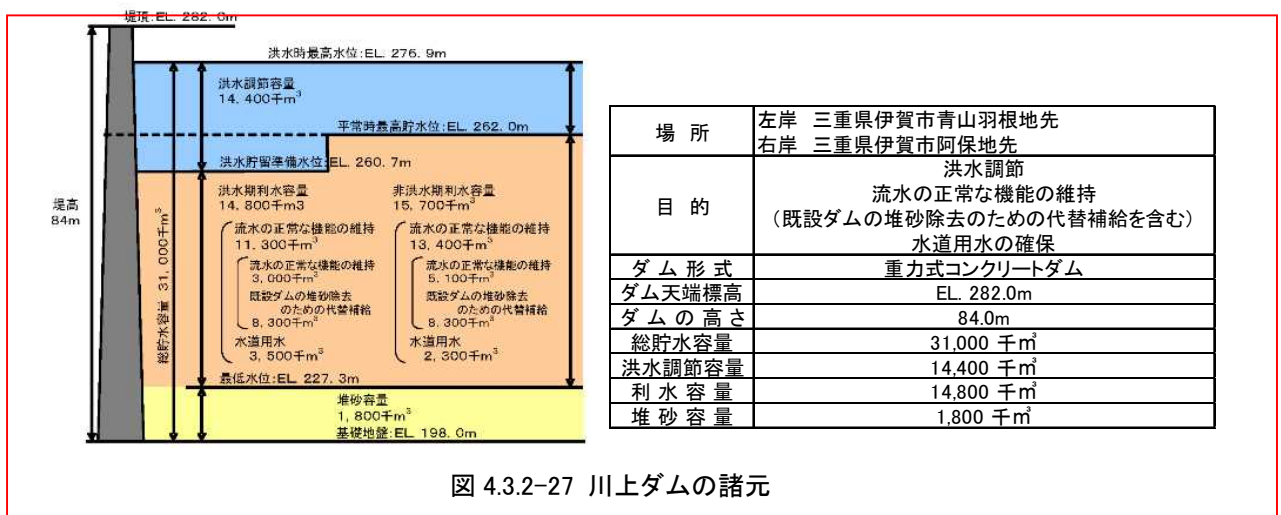 堤頂:EL. 282.0m
洪水時最高水位:EL. 276.9m
洪水調節容量
14.400千m³
平常時最高貯水位:EL. 262.0m
洪水貯留準備水位:EL. 260.7m
堤高
84m
総貯水容量 31,000千m³
洪水期利水容量
14.800千m3
流水の正常な機能の維持
11.300千m³
流水の正常な機能の維持
3,000千m³
既設ダムの堆砂除去
のための代替補給
8,300千m³
水道用水
3,500千m³
非洪水期利水容量
15.700千m³
流水の正常な機能の維持
13,400千m³
流水の正常な機能の維持
5.100千m³
既設ダムの堆砂除去
のための代替補給
8,300千m³
水道用水
2,300千m³
最低水位:EL. 227.3m
堆砂容量
1,800千m³
基礎地盤:EL. 198.0m
場 所 左岸 三重県伊賀市青山羽根地先
右岸 三重県伊賀市阿保地先
目 的 洪水調節
流水の正常な機能の維持
（既設ダムの堆砂除去のための代替補給を含む）
水道用水の確保
ダム形式 重力式コンクリートダム
ダム天端標高 EL. 282.0m
ダムの高さ 84.0m
総貯水容量 31,000 千㎥
洪水調節容量 14,400 千㎥
利水容量 14,800 千㎥
堆砂容量 1,800 千㎥
図 4.3.2-27 川上ダムの諸元